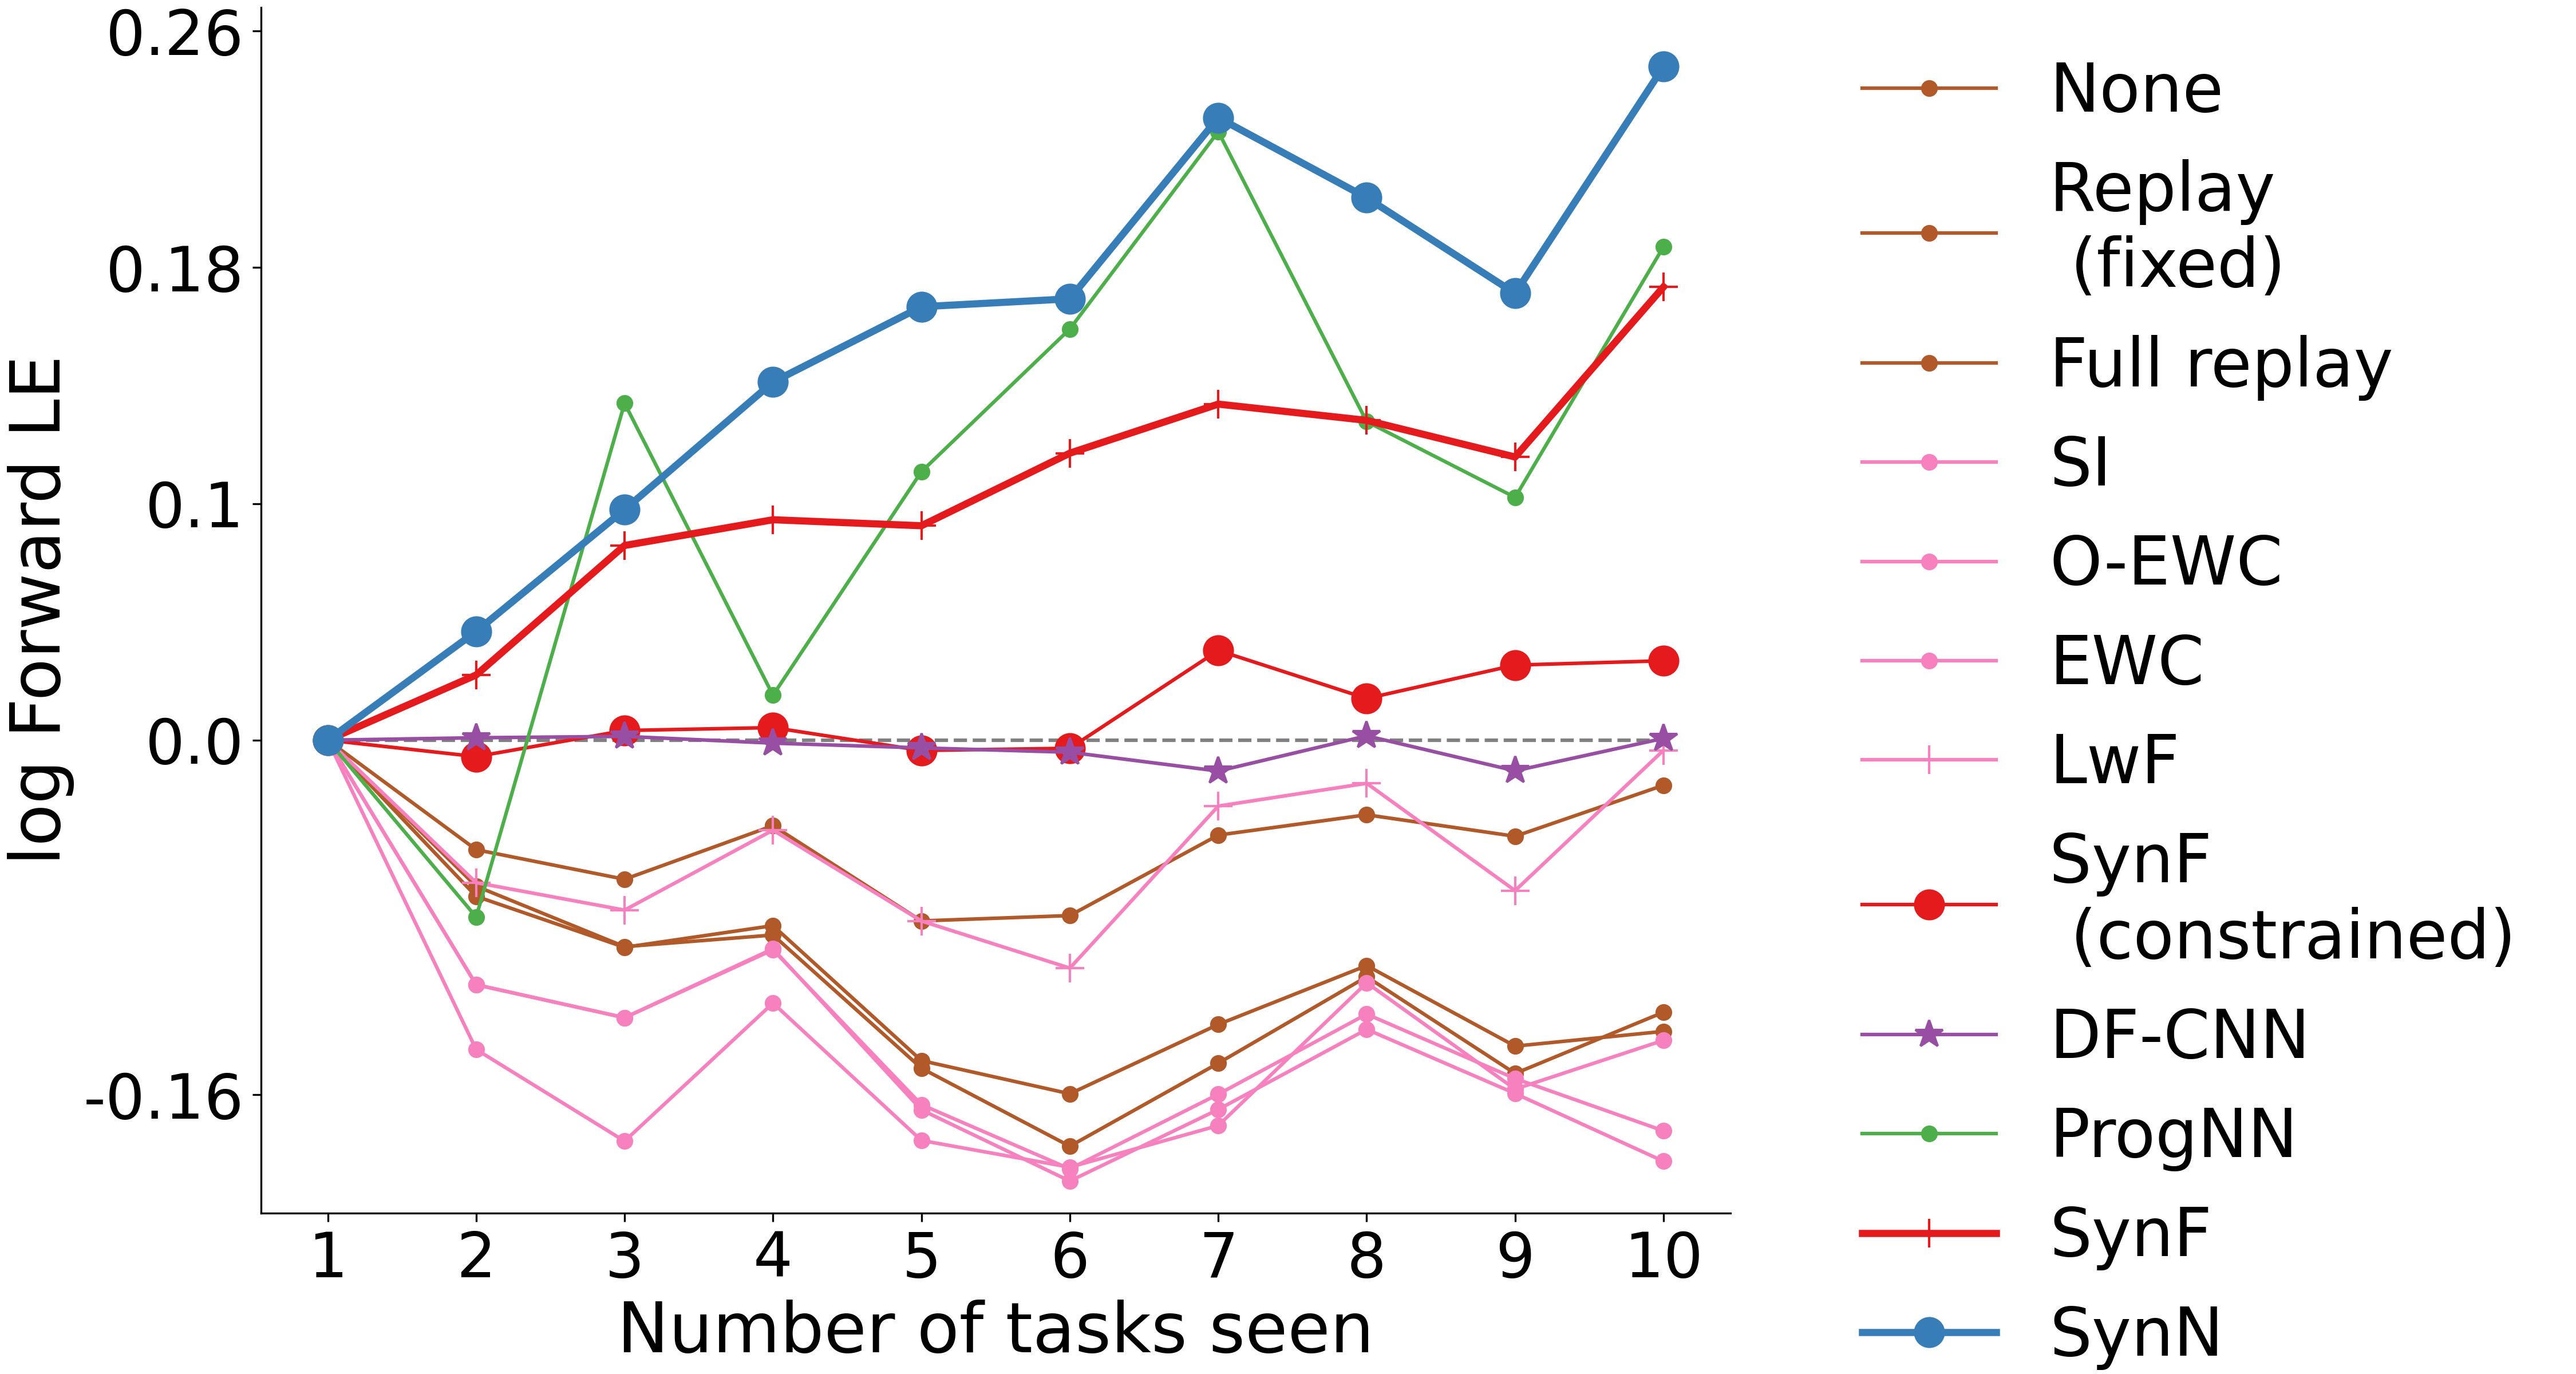 log Forward LE
0.26
0.18
0.1
0.0
-0.16
1 2 3 4 5 6 7 8 9 10
Number of tasks seen
None
Replay
(fixed)
Full replay
SI
O-EWC
EWC
LwF
SynF
(constrained)
DF-CNN
ProgNN
SynF
SynN